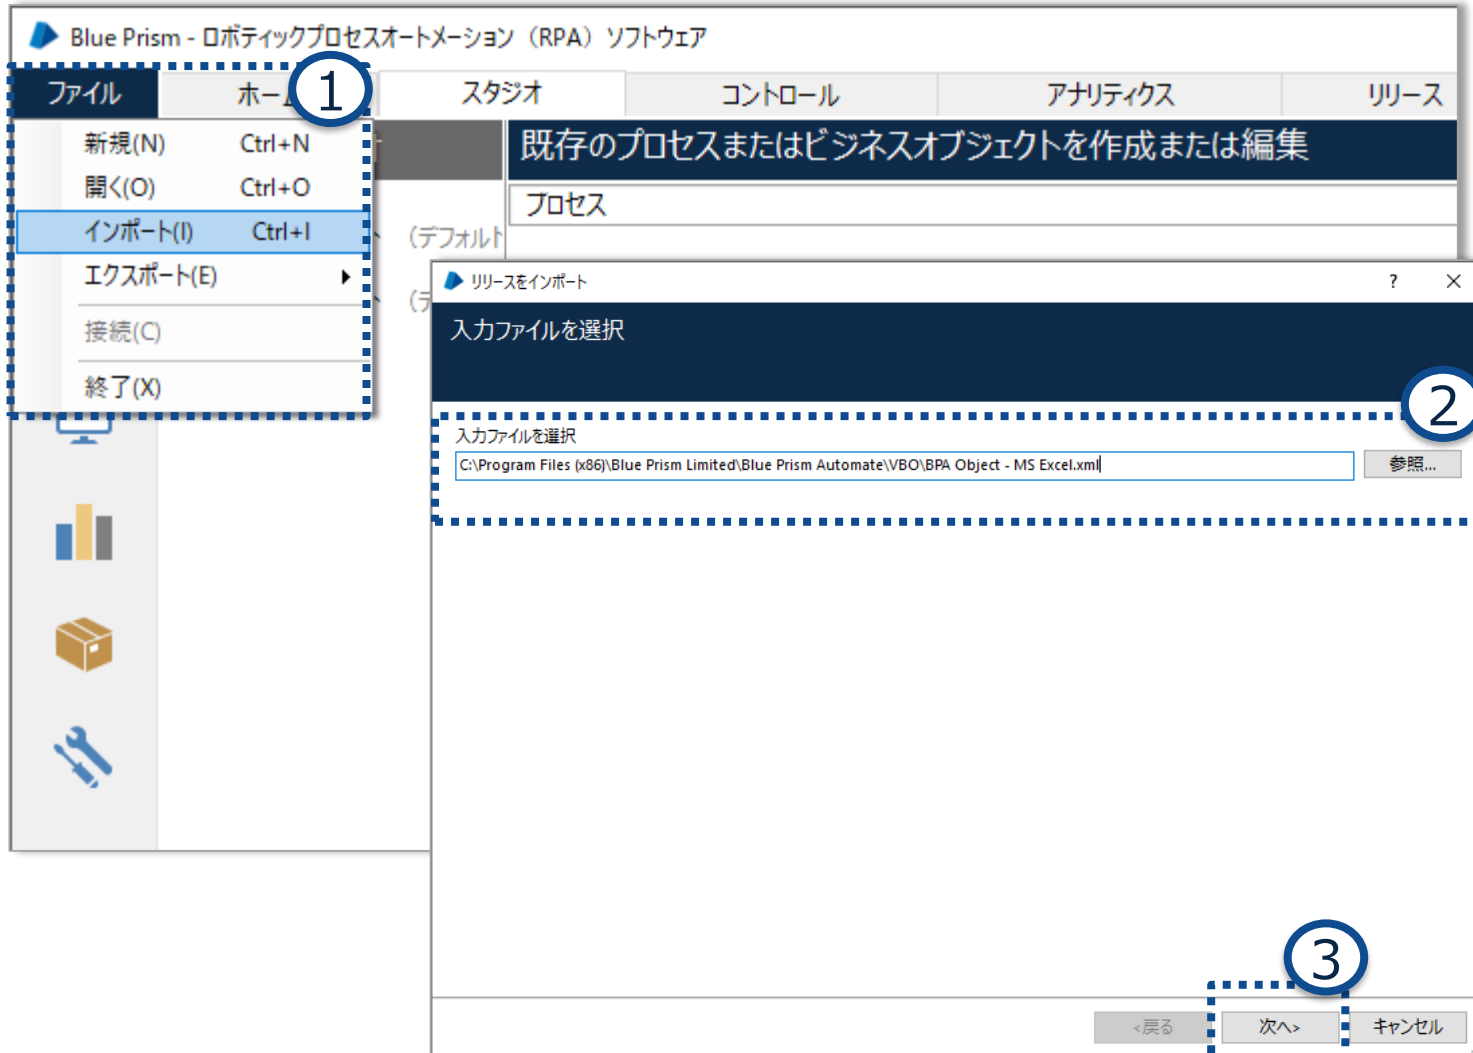 Blue Prism - ロボティックプロセスオートメーション（RPA）ソフトウェア
ファイル
ホーム
1
スタジオ
コントロール
アナリティクス
リリース
新規(N) Ctrl+N
開く(O) Ctrl+O
インポート(I) Ctrl+I
エクスポート(E)
接続(C)
終了(X)
既存のプロセスまたはビジネスオブジェクトを作成または編集
プロセス
(デフォルト
(デ
リリースをインポート
?
入力ファイルを選択
2
入力ファイルを選択
C:\Program Files (x86)\Blue Prism Limited\Blue Prism Automate\VBO\BPA Object - MS Excel.xml
参照...
3
<戻る
次へ>
キャンセル